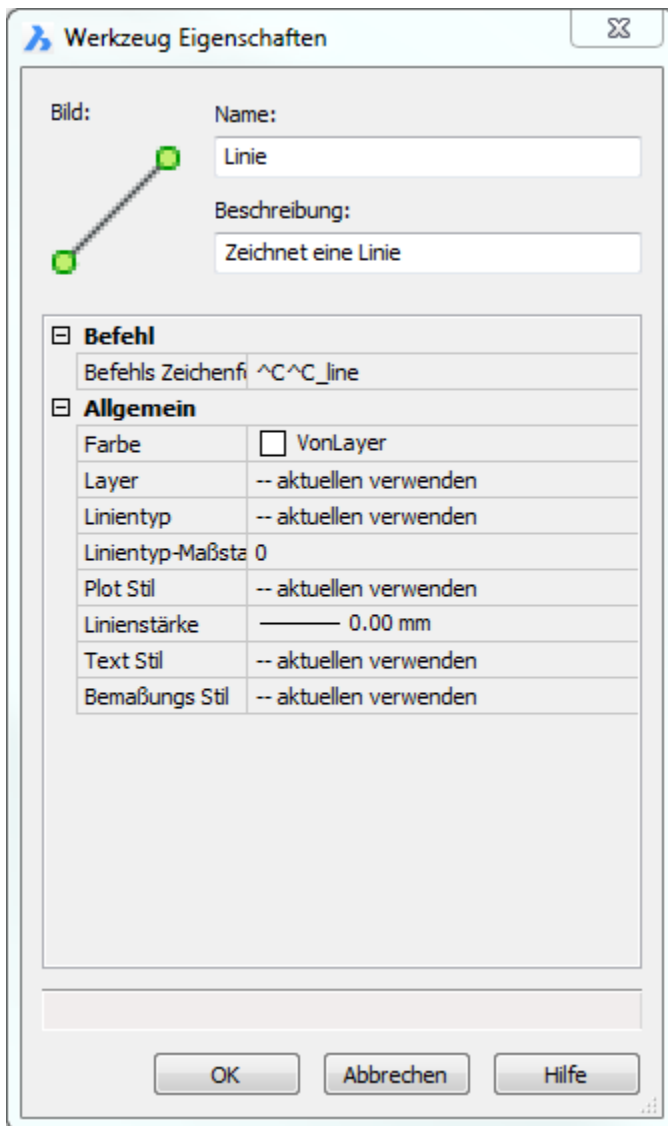 Werkzeug Eigenschaften
Bild:
Name:
Linie
Beschreibung:
Zeichnet eine Linie
Befehl
Befehls Zeichenf ^C^C_line
Allgemein
Farbe VonLayer
Layer -- aktuellen verwenden
Linientyp -- aktuellen verwenden
Linientyp-Maßsta 0
Plot Stil -- aktuellen verwenden
Linienstärke 0.00 mm
Text Stil -- aktuellen verwenden
Bemaßungs Stil -- aktuellen verwenden
OK Abbrechen Hilfe